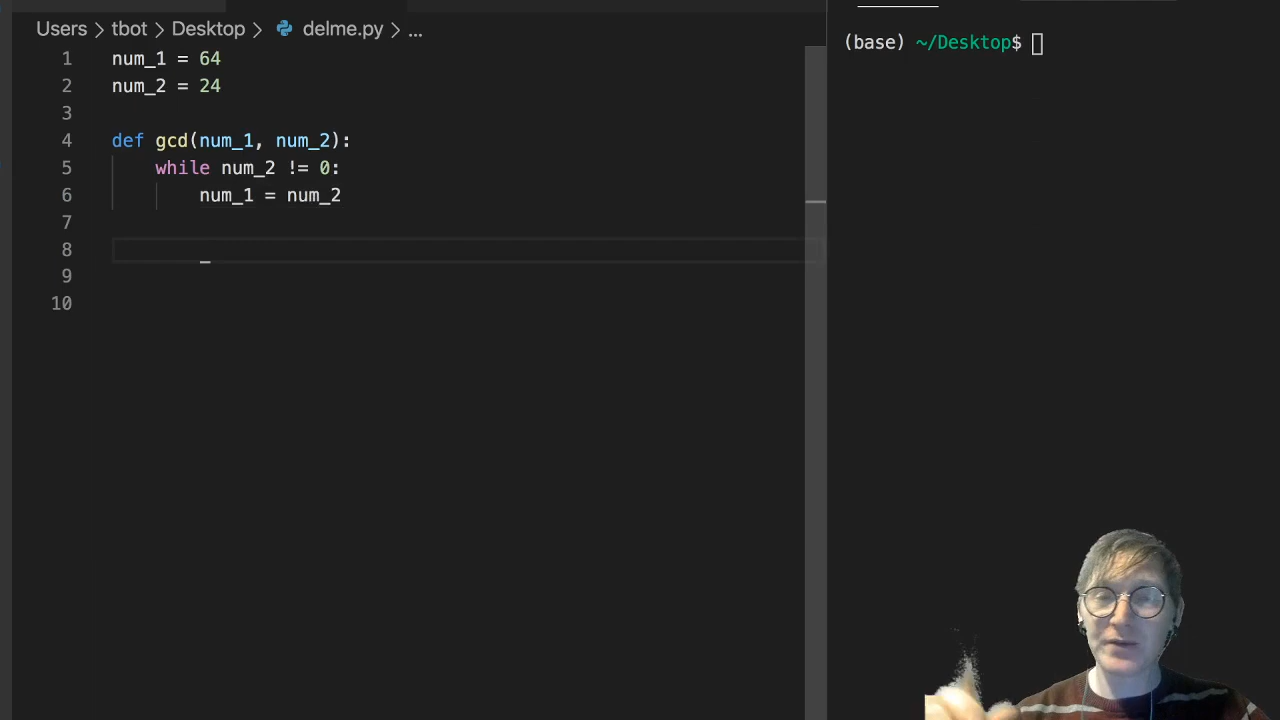 Users > tbot > Desktop > delme.py > ...
1 num_1 = 64
2 num_2 = 24
3
4 def gcd(num_1, num_2):
5 while num_2 != 0:
6 num_1 = num_2
7
8 _
9
10
(base) ~/Desktop$